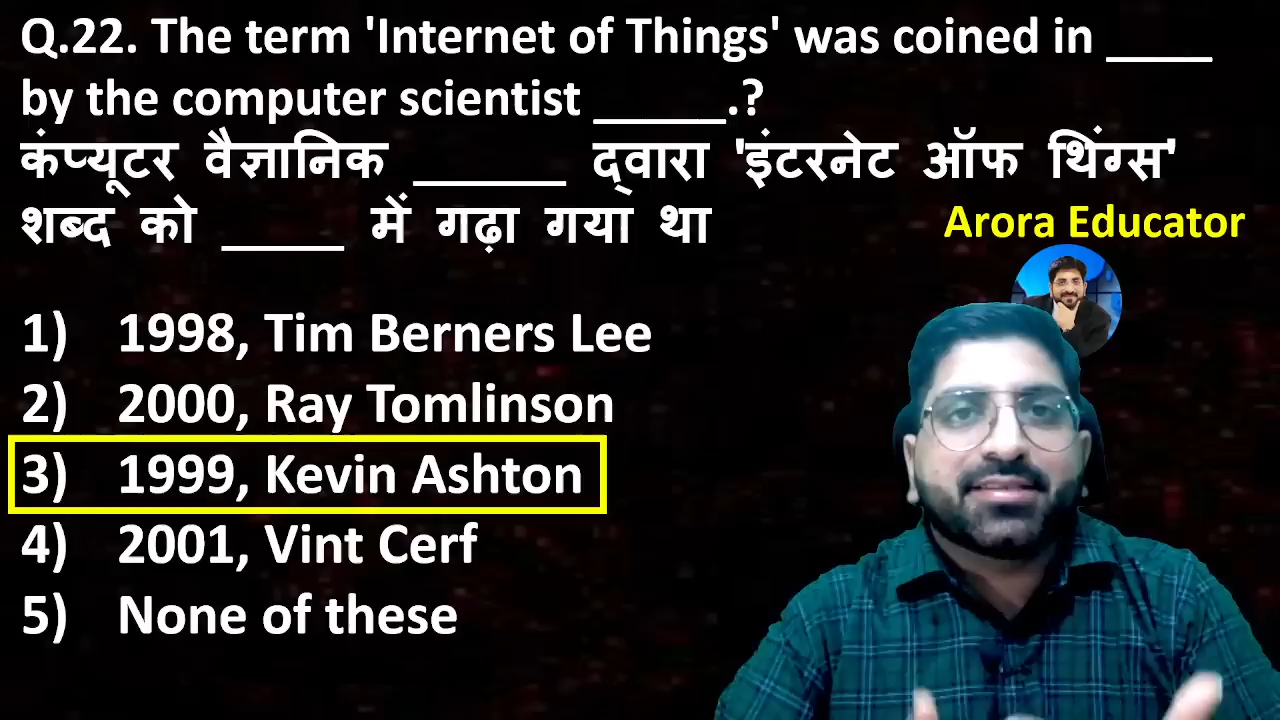 Q.22. The term 'Internet of Things' was coined in ____
by the computer scientist _____.?
कंप्यूटर वैज्ञानिक _____ द्वारा 'इंटरनेट ऑफ थिंग्स'
शब्द को ____ में गढ़ा गया था
Arora Educator
1) 1998, Tim Berners Lee
2) 2000, Ray Tomlinson
3) 1999, Kevin Ashton
4) 2001, Vint Cerf
5) None of these